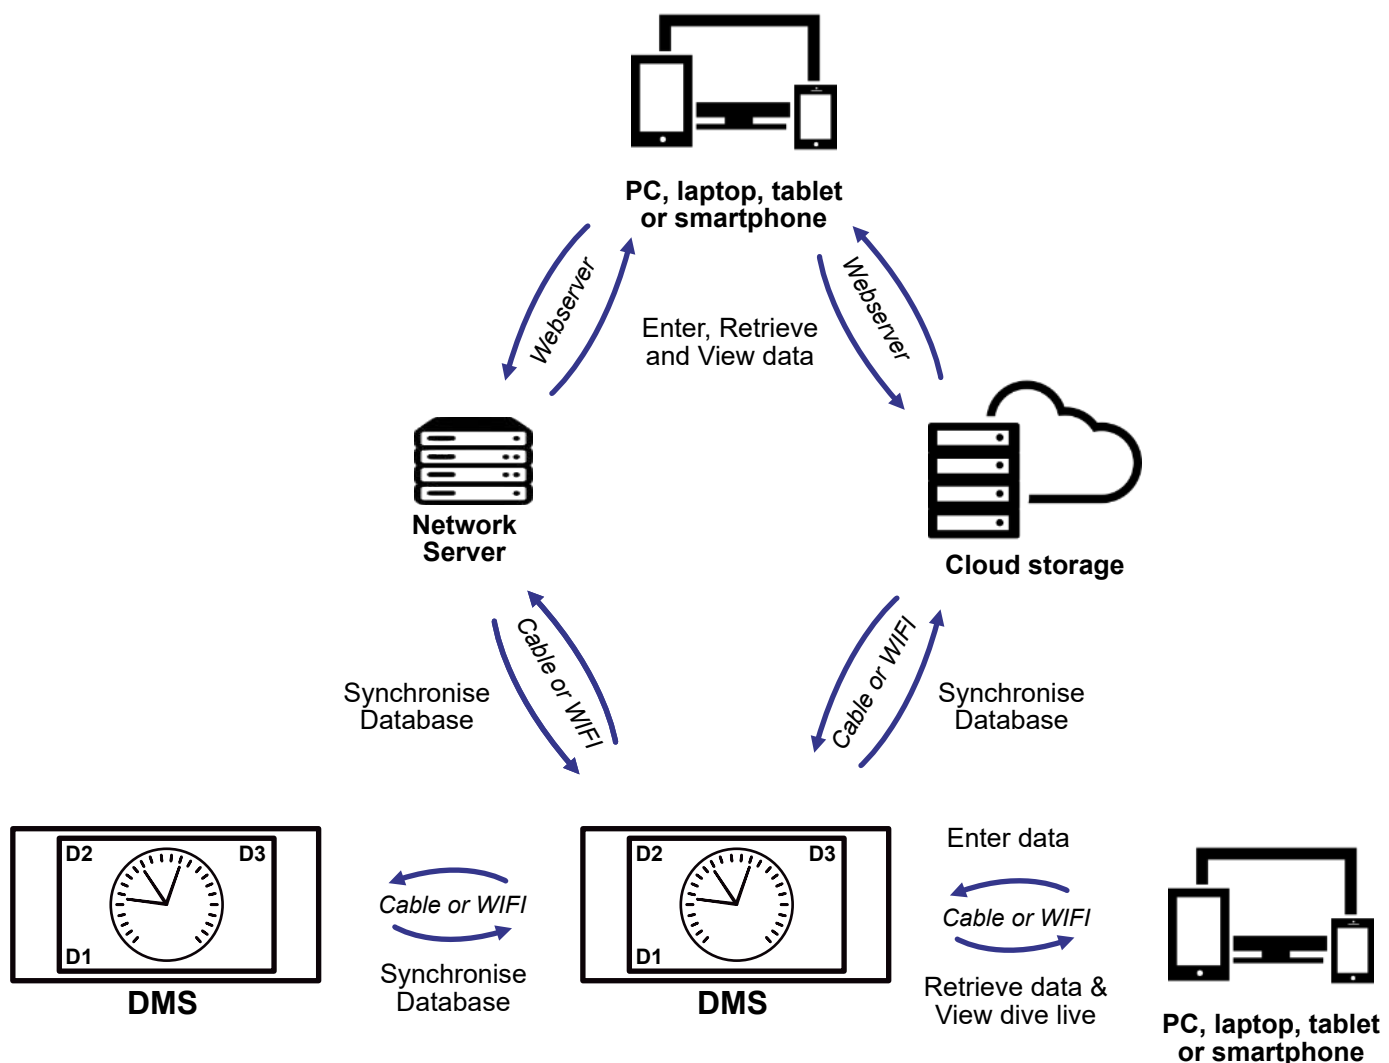 PC, laptop, tablet
or smartphone
Webserver
Webserver
Enter, Retrieve
and View data
Network
Server
Cloud storage
Cable or WIFI
Cable or WIFI
Synchronise
Database
Synchronise
Database
D2
D3
D1
DMS
Cable or WIFI
Synchronise
Database
D2
D3
D1
DMS
Enter data
Cable or WIFI
Retrieve data &
View dive live
PC, laptop, tablet
or smartphone